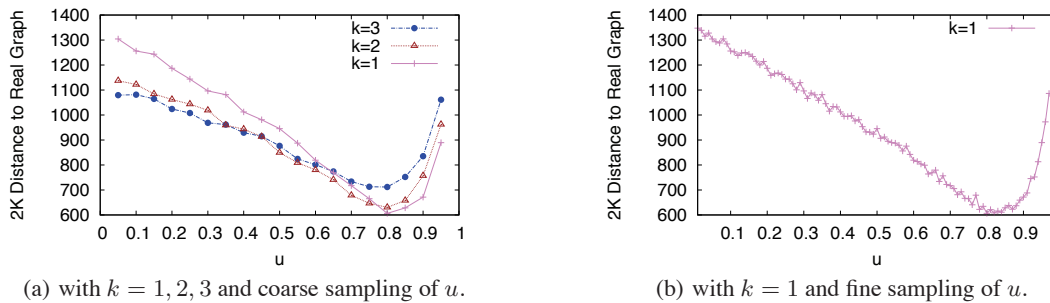 2K Distance to Real Graph
1400
1300
1200
1100
1000
900
800
700
600
0 0.1 0.2 0.3 0.4 0.5 0.6 0.7 0.8 0.9 1
u
k=3
k=2
k=1
(a) with k = 1, 2, 3 and coarse sampling of u.
2K Distance to Real Graph
1400
1300
1200
1100
1000
900
800
700
600
0.1 0.2 0.3 0.4 0.5 0.6 0.7 0.8 0.9
u
k=1
(b) with k = 1 and fine sampling of u.